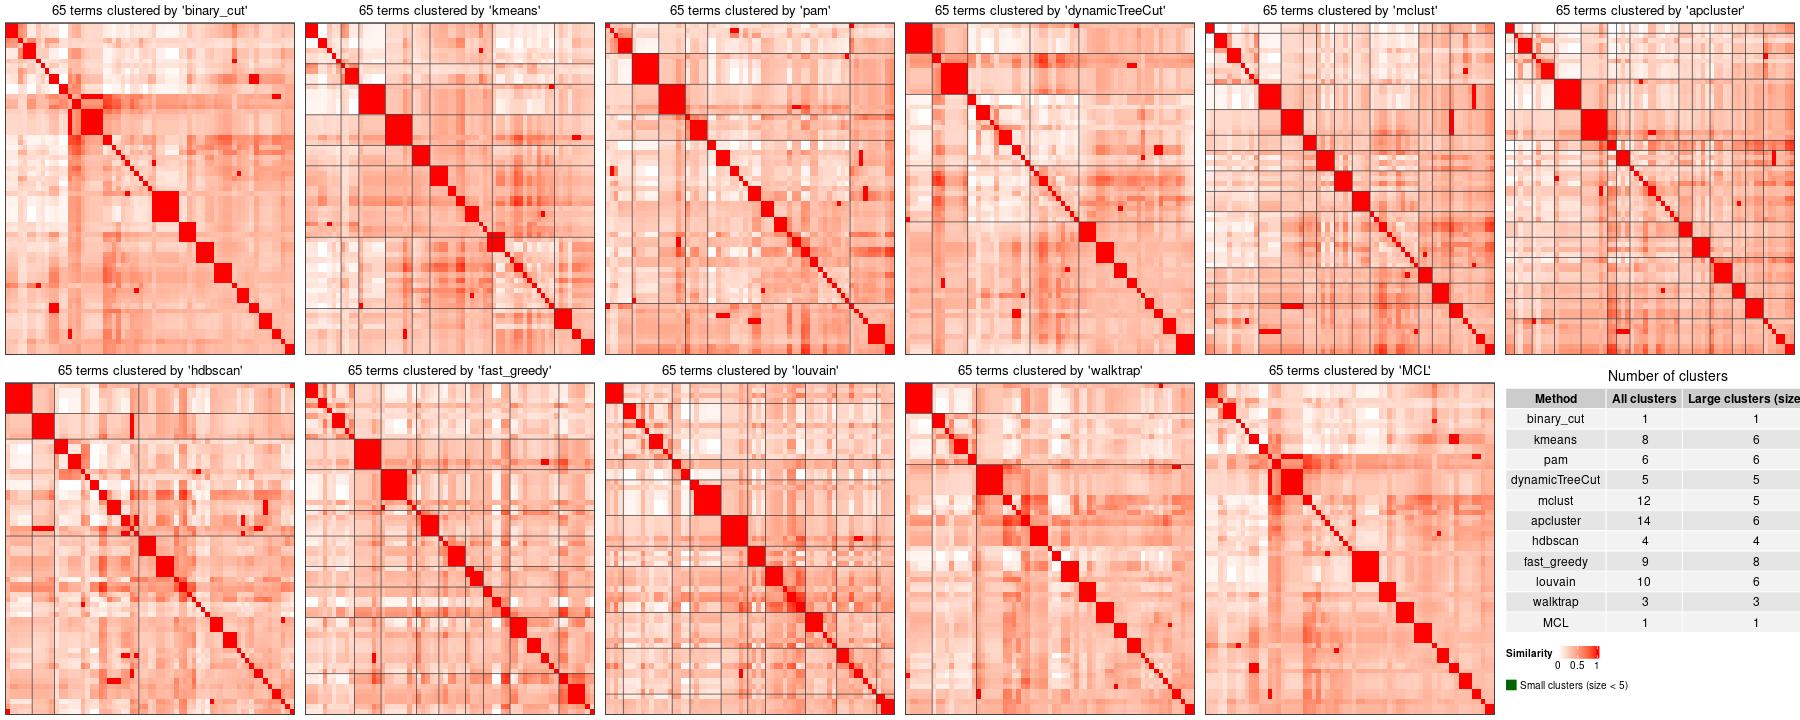 65 terms clustered by 'binary_cut'
65 terms clustered by 'kmeans'
65 terms clustered by 'pam'
65 terms clustered by 'dynamicTreeCut'
65 terms clustered by 'mclust'
65 terms clustered by 'apcluster'
65 terms clustered by 'hdbscan'
65 terms clustered by 'fast_greedy'
65 terms clustered by 'louvain'
65 terms clustered by 'walktrap'
65 terms clustered by 'MCL'
Number of clusters
Method All clusters Large clusters (size
binary_cut 1 1
kmeans 8 6
pam 6 6
dynamicTreeCut 5 5
mclust 12 5
apcluster 14 6
hdbscan 4 4
fast_greedy 9 8
louvain 10 6
walktrap 3 3
MCL 1 1
Similarity
0 0.5 1
Small clusters (size < 5)